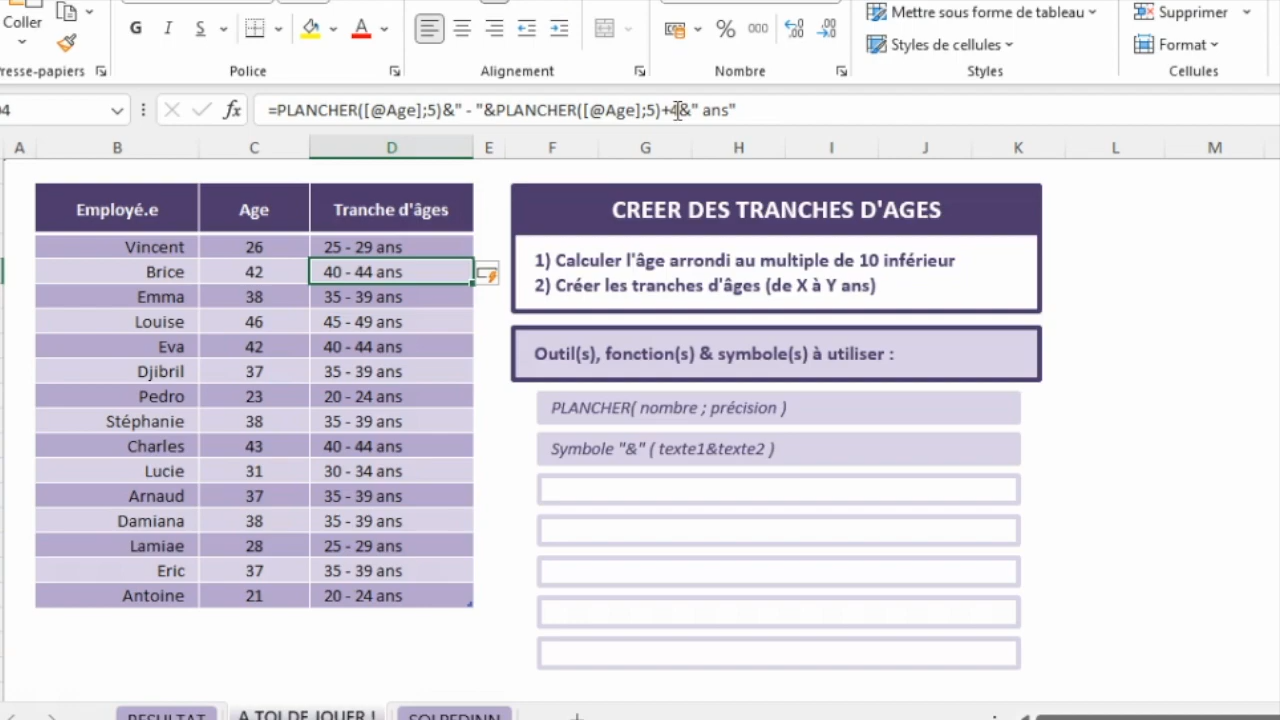 Coller
Presse-papiers
G I S A
Police
Alignement
% 000
Nombre
Mettre sous forme de tableau
Styles de cellules
Styles
Supprimer
Format
Cellules
fx =PLANCHER([@Age];5)&" - "&PLANCHER([@Age];5)+4&" ans"
A B C D E F G H I J K L M
Employé.e Age Tranche d'âges
Vincent 26 25 - 29 ans
Brice 42 40 - 44 ans
Emma 38 35 - 39 ans
Louise 46 45 - 49 ans
Eva 42 40 - 44 ans
Djibril 37 35 - 39 ans
Pedro 23 20 - 24 ans
Stéphanie 38 35 - 39 ans
Charles 43 40 - 44 ans
Lucie 31 30 - 34 ans
Arnaud 37 35 - 39 ans
Damiana 38 35 - 39 ans
Lamiae 28 25 - 29 ans
Eric 37 35 - 39 ans
Antoine 21 20 - 24 ans
CREER DES TRANCHES D'AGES
1) Calculer l'âge arrondi au multiple de 10 inférieur
2) Créer les tranches d'âges (de X à Y ans)
Outil(s), fonction(s) & symbole(s) à utiliser :
PLANCHER( nombre ; précision )
Symbole "&" ( texte1&texte2 )
RESULTAT A TOI DE JOUER !